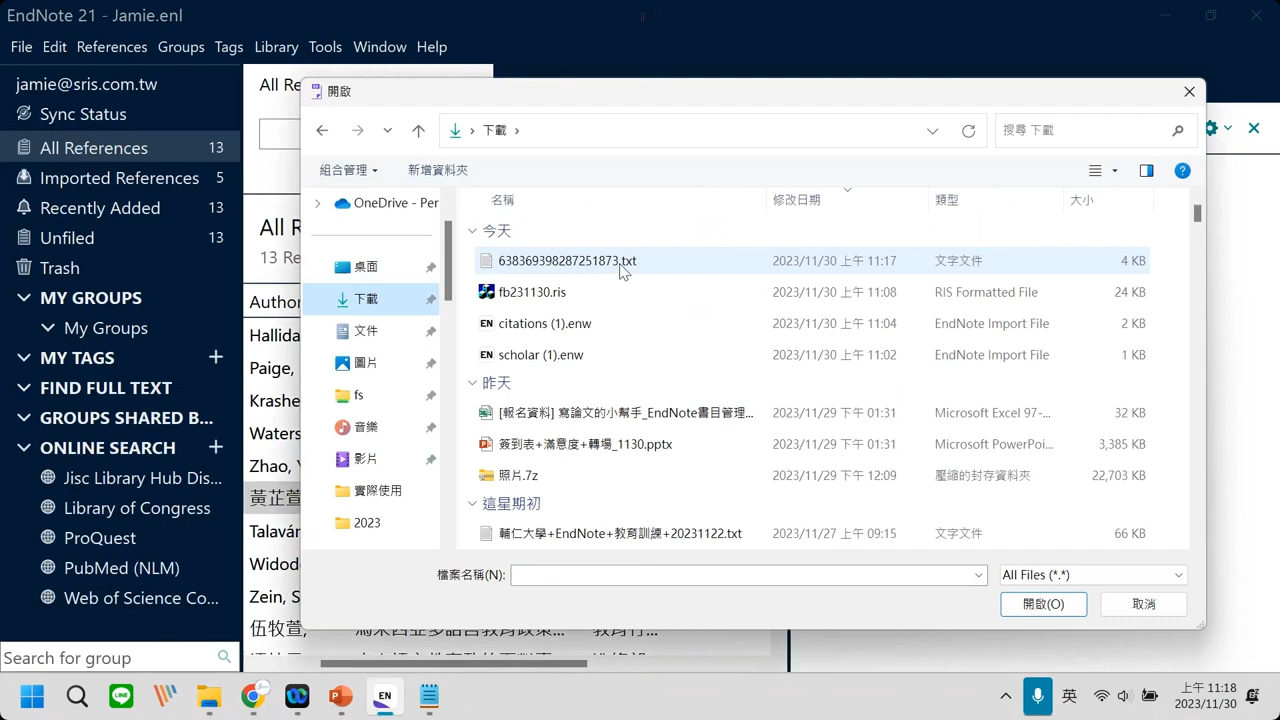 EndNote 21 - Jamie.enl
File Edit References Groups Tags Library Tools Window Help
jamie@sris.com.tw
Sync Status
All References 13
Imported References 5
Recently Added 13
Unfiled 13
Trash
MY GROUPS
My Groups
MY TAGS
FIND FULL TEXT
GROUPS SHARED B...
ONLINE SEARCH
Jisc Library Hub Dis...
Library of Congress
ProQuest
PubMed (NLM)
Web of Science Co...
Search for group
All Re
All R
13 Re
Author
Hallida
Paige,
Krashe
Waters
Zhao, Y
黃芷萱
Talaván
Widod
Zein, S
伍牧萱,
開啟
下載
搜尋 下載
組合管理
新增資料夾
OneDrive - Per
桌面
下載
文件
圖片
fs
音樂
影片
實際使用
2023
名稱 修改日期 類型 大小
今天
638369398287251873.txt 2023/11/30 上午 11:17 文字文件 4 KB
fb231130.ris 2023/11/30 上午 11:08 RIS Formatted File 24 KB
citations (1).enw 2023/11/30 上午 11:04 EndNote Import File 2 KB
scholar (1).enw 2023/11/30 上午 11:02 EndNote Import File 1 KB
昨天
[報名資料] 寫論文的小幫手_EndNote書目管理... 2023/11/29 下午 01:31 Microsoft Excel 97-... 32 KB
簽到表+滿意度+轉場_1130.pptx 2023/11/29 下午 01:31 Microsoft PowerPoi... 3,385 KB
照片.7z 2023/11/29 下午 12:09 壓縮的封存資料夾 22,703 KB
這星期初
輔仁大學+EndNote+教育訓練+20231122.txt 2023/11/27 上午 09:15 文字文件 66 KB
檔案名稱(N):
All Files (*.*)
開啟(O) 取消
英
上午 11:18
2023/11/30